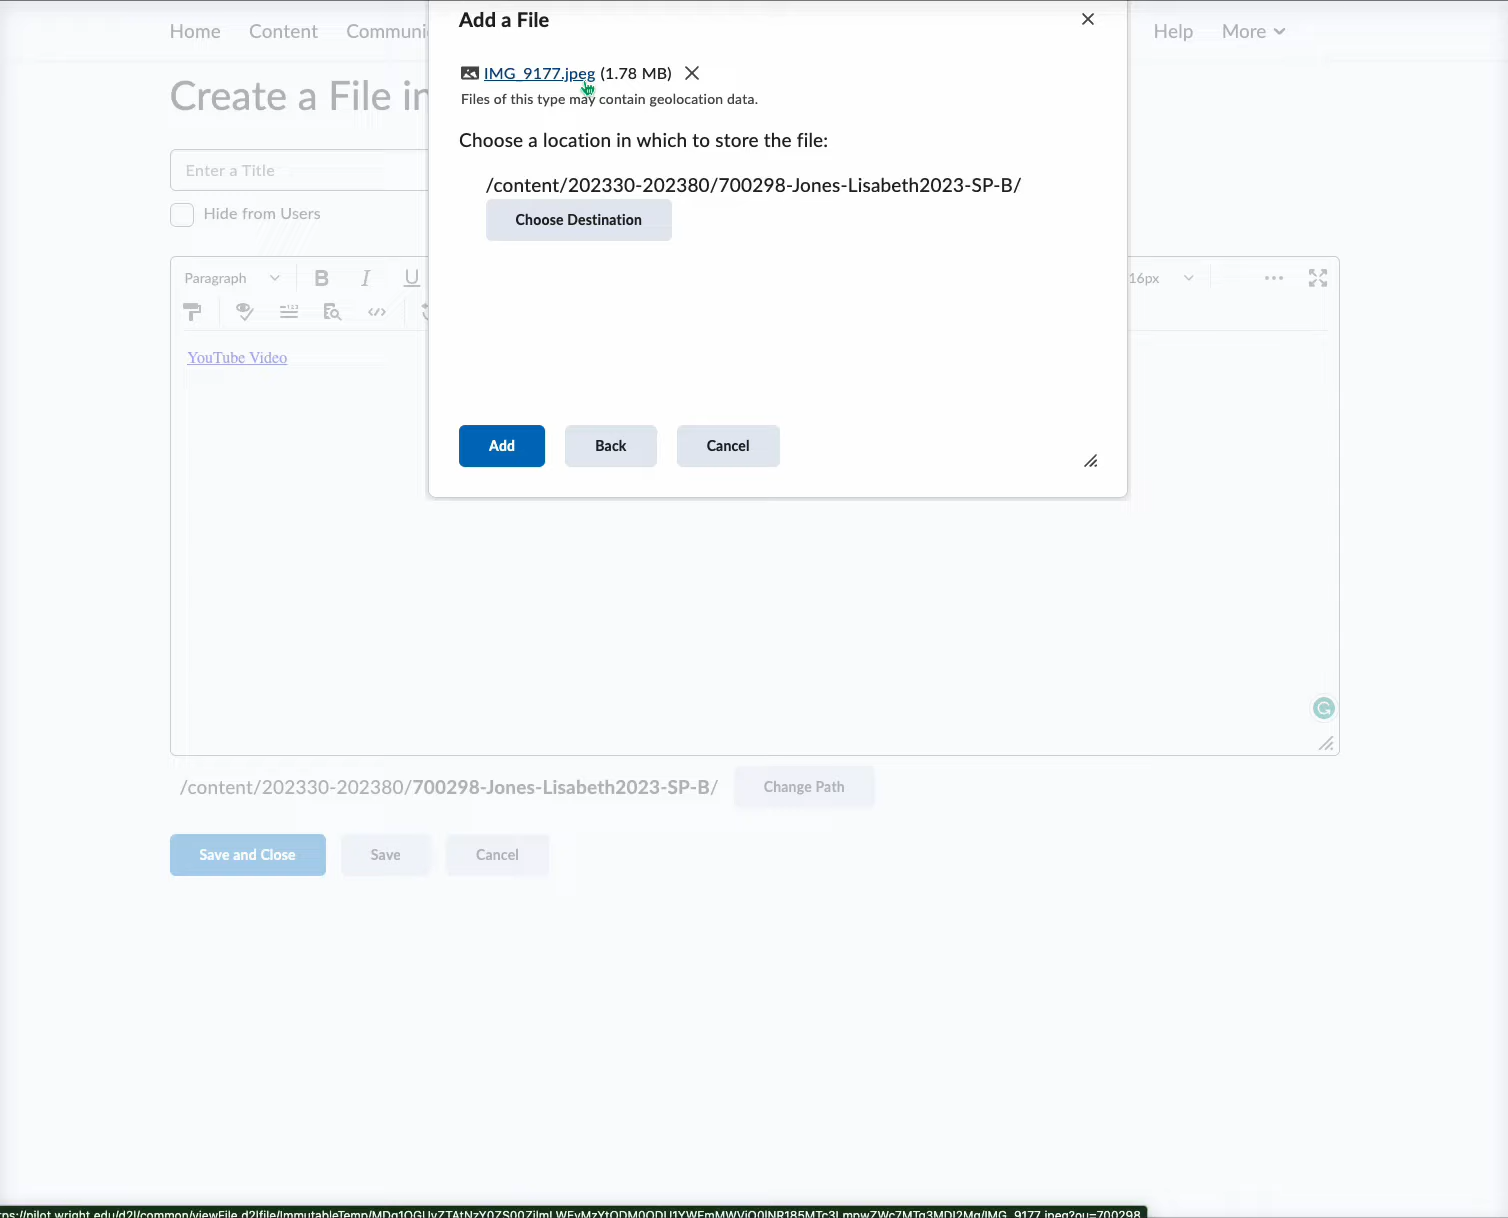 Add a File
Home Content Communi Help More
IMG_9177.jpeg (1.78 MB)
Files of this type may contain geolocation data.
Create a File in
Choose a location in which to store the file:
Enter a Title
/content/202330-202380/700298-Jones-Lisabeth2023-SP-B/
Hide from Users
Choose Destination
Paragraph B I U 16px
YouTube Video
Add Back Cancel
/content/202330-202380/700298-Jones-Lisabeth2023-SP-B/ Change Path
Save and Close Save Cancel